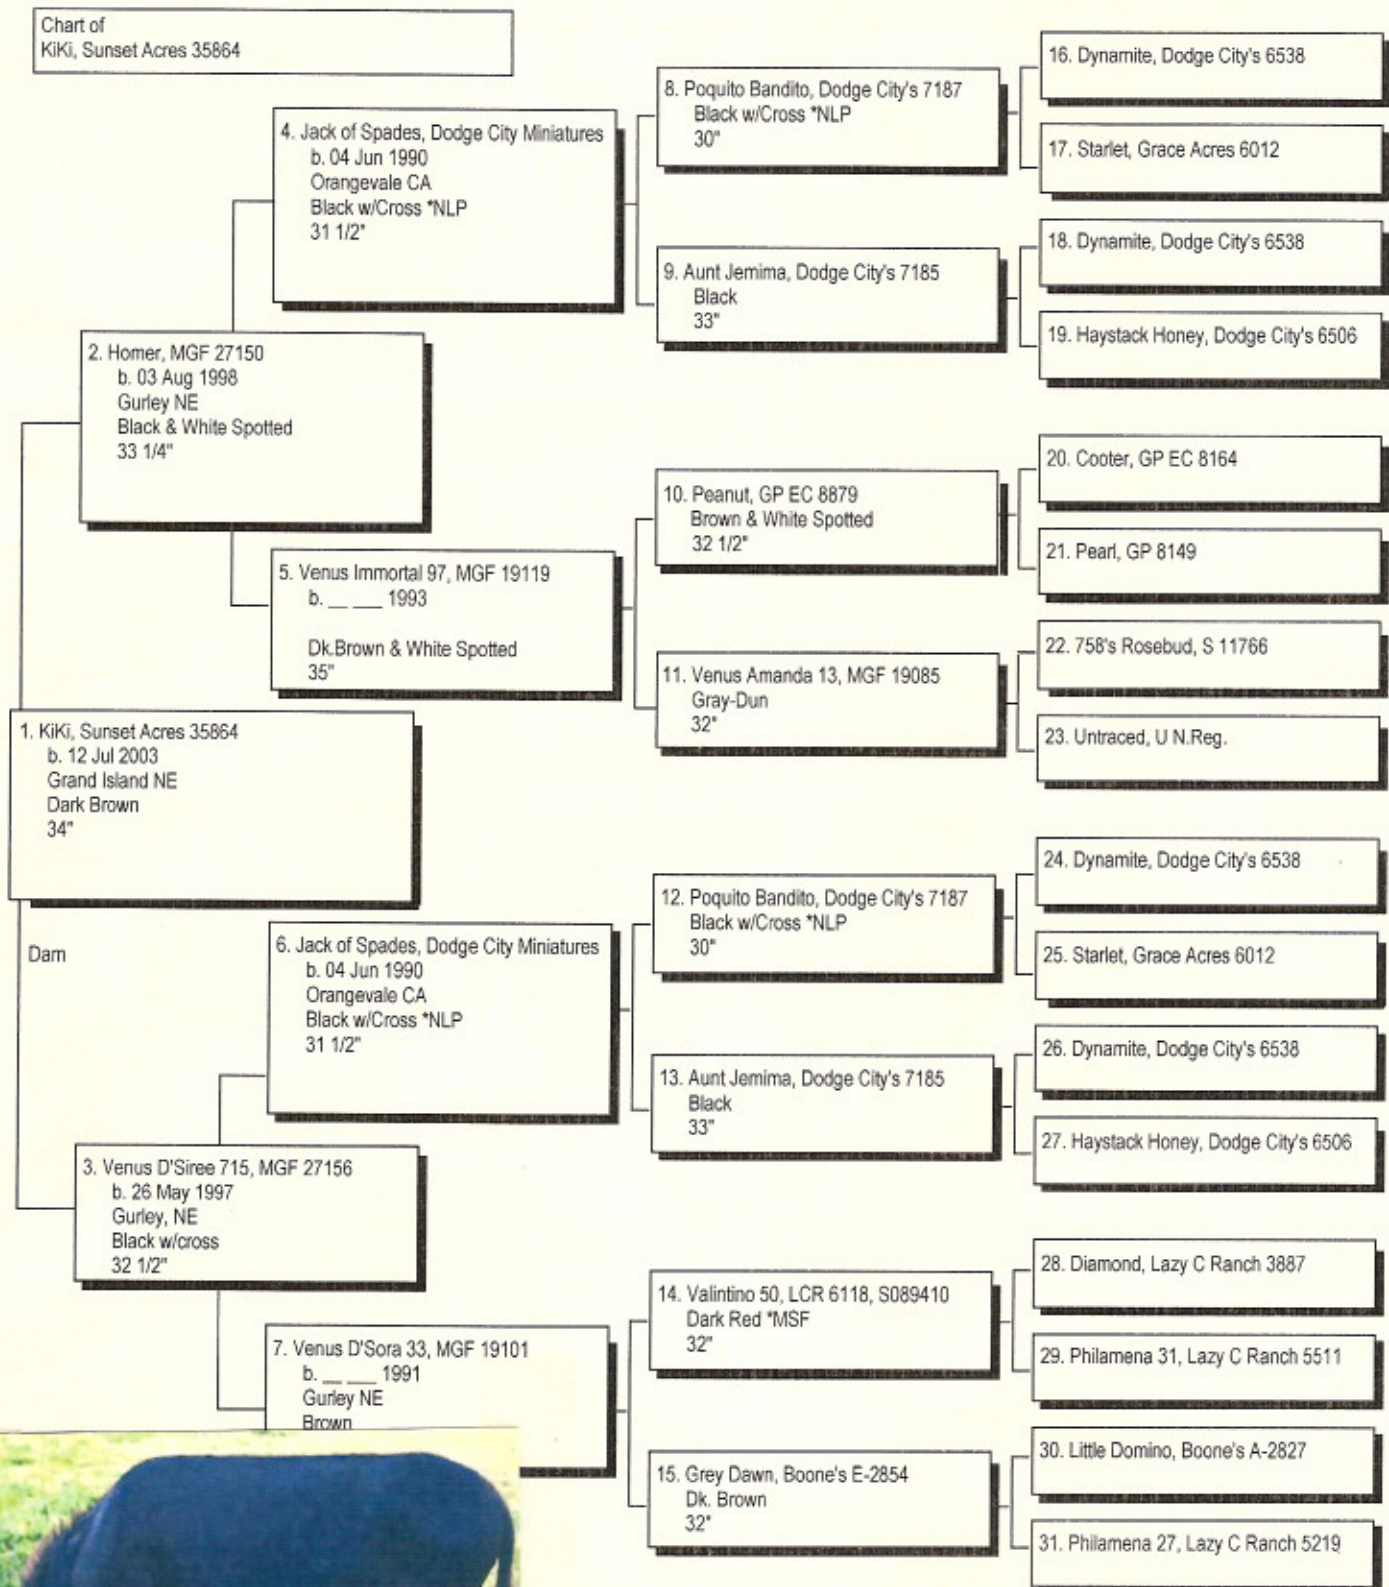 Chart of
KiKi, Sunset Acres 35864
1. KiKi, Sunset Acres 35864
b. 12 Jul 2003
Grand Island NE
Dark Brown
34"
Dam
2. Homer, MGF 27150
b. 03 Aug 1998
Gurley NE
Black & White Spotted
33 1/4"
3. Venus D'Siree 715, MGF 27156
b. 26 May 1997
Gurley, NE
Black w/cross
32 1/2"
4. Jack of Spades, Dodge City Miniatures
b. 04 Jun 1990
Orangevale CA
Black w/Cross *NLP
31 1/2"
5. Venus Immortal 97, MGF 19119
b. __ ___ 1993
Dk.Brown & White Spotted
35"
6. Jack of Spades, Dodge City Miniatures
b. 04 Jun 1990
Orangevale CA
Black w/Cross *NLP
31 1/2"
7. Venus D'Sora 33, MGF 19101
b. __ ___ 1991
Gurley NE
Brown
8. Poquito Bandito, Dodge City's 7187
Black w/Cross *NLP
30"
9. Aunt Jemima, Dodge City's 7185
Black
33"
10. Peanut, GP EC 8879
Brown & White Spotted
32 1/2"
11. Venus Amanda 13, MGF 19085
Gray-Dun
32"
12. Poquito Bandito, Dodge City's 7187
Black w/Cross *NLP
30"
13. Aunt Jemima, Dodge City's 7185
Black
33"
14. Valintino 50, LCR 6118, S089410
Dark Red *MSF
32"
15. Grey Dawn, Boone's E-2854
Dk. Brown
32"
16. Dynamite, Dodge City's 6538
17. Starlet, Grace Acres 6012
18. Dynamite, Dodge City's 6538
19. Haystack Honey, Dodge City's 6506
20. Cooter, GP EC 8164
21. Pearl, GP 8149
22. 758's Rosebud, S 11766
23. Untraced, U N.Reg.
24. Dynamite, Dodge City's 6538
25. Starlet, Grace Acres 6012
26. Dynamite, Dodge City's 6538
27. Haystack Honey, Dodge City's 6506
28. Diamond, Lazy C Ranch 3887
29. Philamena 31, Lazy C Ranch 5511
30. Little Domino, Boone's A-2827
31. Philamena 27, Lazy C Ranch 5219